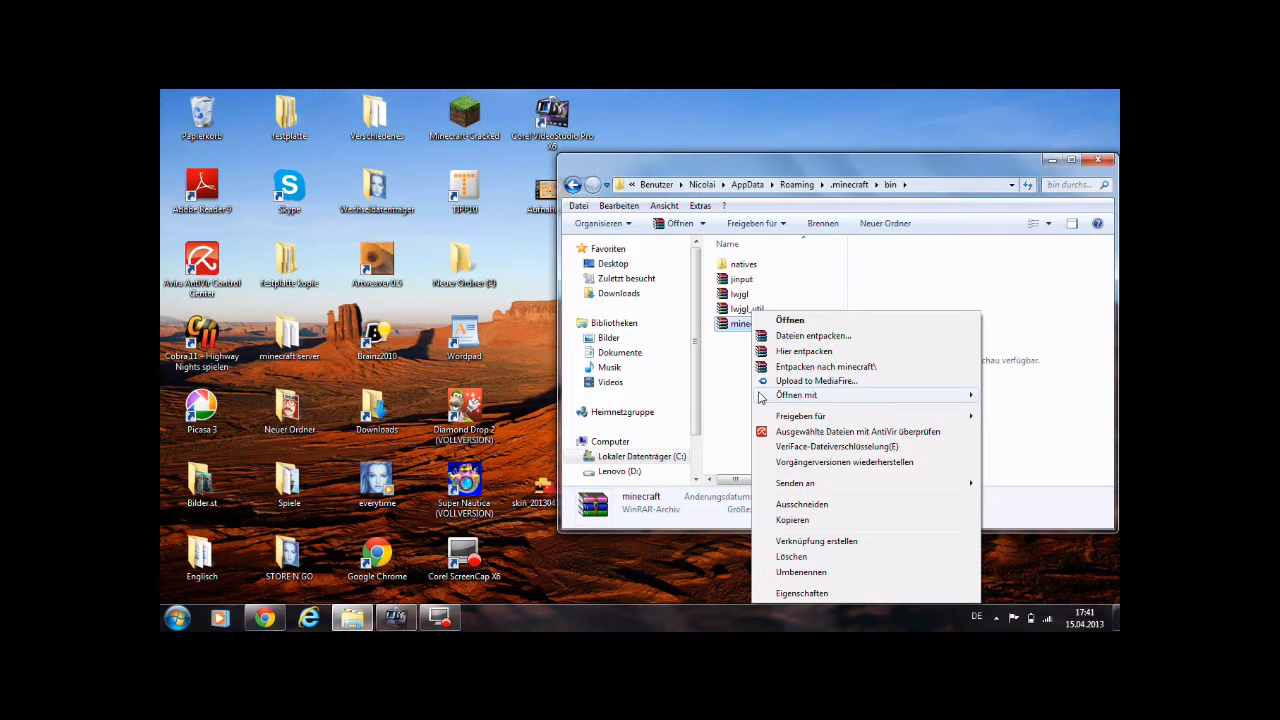 Papierkorb
festplatte
Verschiedenes
Minecraft-Cracked
Corel VideoStudio Pro X6
Adobe Reader 9
Skype
Wechseldatenträger
TIPP10
Avira AntiVir Control Center
festplatte kopie
Artweaver 0.5
Neuer Ordner (2)
Cobra 11 - Highway Nights spielen
minecraft server
Brainz2010
Wordpad
Picasa 3
Neuer Ordner
Downloads
Diamond Drop 2 (VOLLVERSION)
Bilder.st
Spiele
everytime
Super Nautica (VOLLVERSION)
Englisch
STORE N GO
Google Chrome
Corel ScreenCap X6
« Benutzer ▸ Nicolai ▸ AppData ▸ Roaming ▸ .minecraft ▸ bin ▸
bin durchs...
Datei Bearbeiten Ansicht Extras ?
Organisieren Öffnen Freigeben für Brennen Neuer Ordner
Favoriten
Desktop
Zuletzt besucht
Downloads
Bibliotheken
Bilder
Dokumente
Musik
Videos
Heimnetzgruppe
Computer
Lokaler Datenträger (C:)
Lenovo (D:)
Name
natives
jinput
lwjgl
lwjgl_util
Öffnen
Dateien entpacken...
Hier entpacken
Entpacken nach minecraft\
Upload to MediaFire...
Öffnen mit
Freigeben für
Ausgewählte Dateien mit AntiVir überprüfen
VeriFace-Dateiverschlüsselung(E)
Vorgängerversionen wiederherstellen
Senden an
Ausschneiden
Kopieren
Verknüpfung erstellen
Löschen
Umbenennen
Eigenschaften
minecraft
WinRAR-Archiv
DE
17:41
15.04.2013